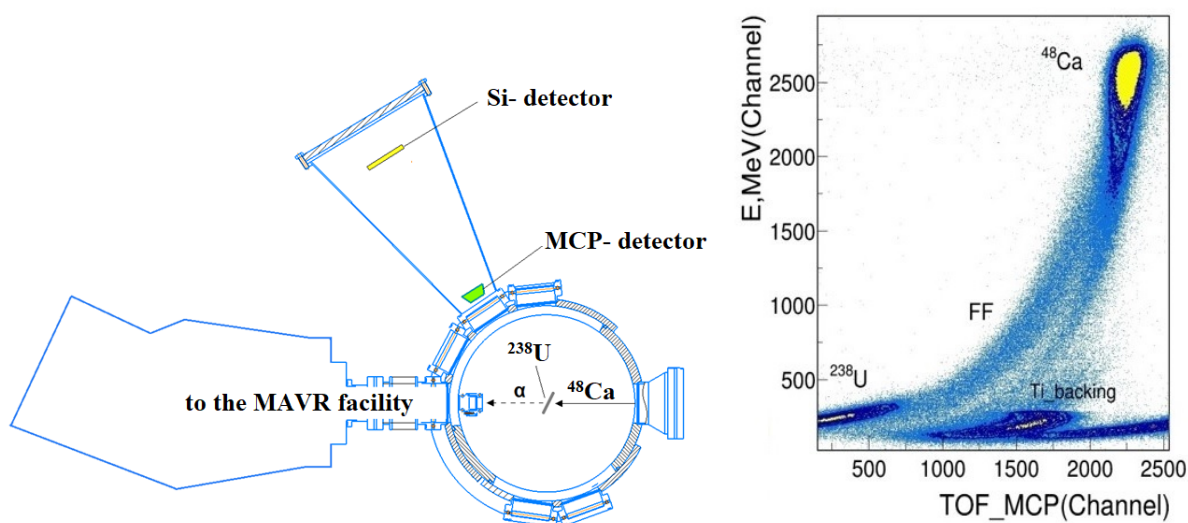 Si- detector
MCP- detector
²³⁸U
⁴⁸Ca
α
to the MAVR facility
E,MeV(Channel)
2500
2000
1500
1000
500
⁴⁸Ca
FF
²³⁸U
Ti_backing
500
1000
1500
2000
2500
TOF_MCP(Channel)